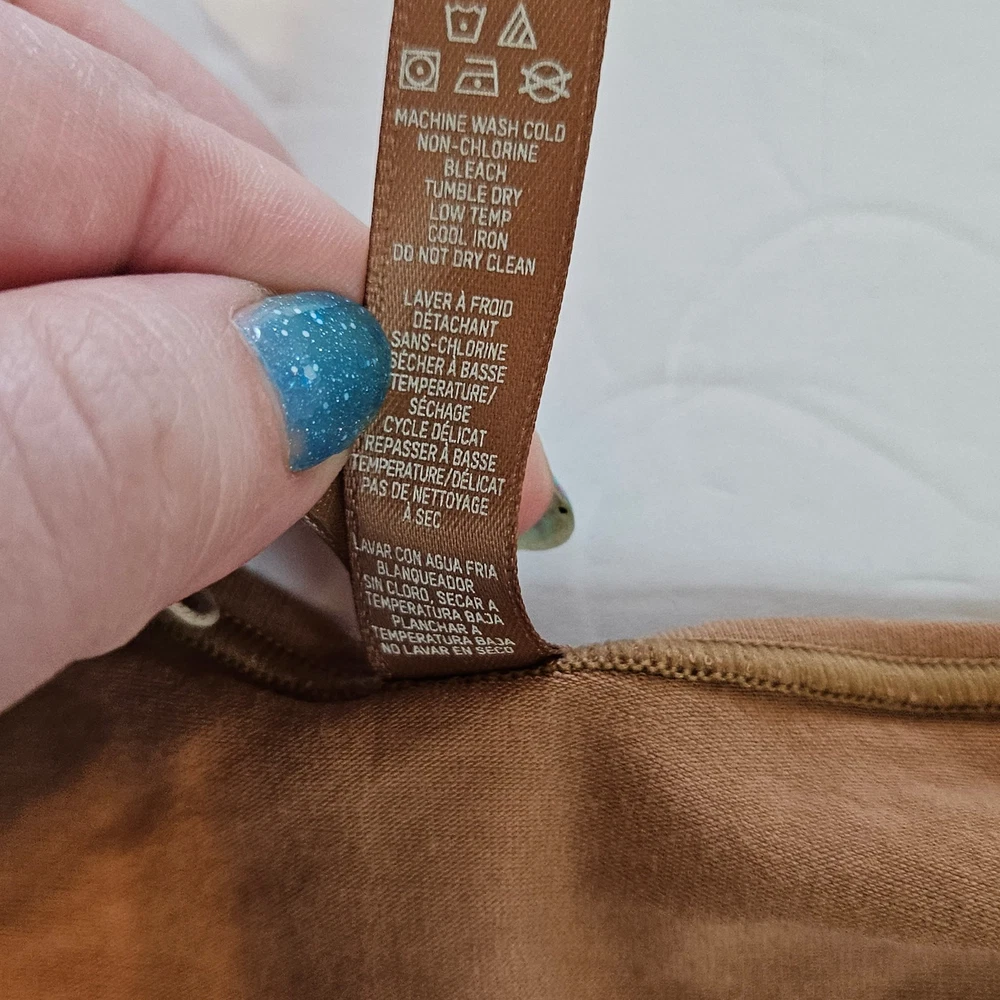 MACHINE WASH COLD
NON-CHLORINE
BLEACH
TUMBLE DRY
LOW TEMP
COOL IRON
DO NOT DRY CLEAN
LAVER À FROID
DÉTACHANT
SANS-CHLORINE
SÉCHER À BASSE
TEMPERATURE/
SÉCHAGE
CYCLE DÉLICAT
REPASSER À BASSE
TEMPERATURE/DÉLICAT
PAS DE NETTOYAGE
À SEC
LAVAR CON AGUA FRIA
BLANQUEADOR
SIN CLORO, SECAR A
TEMPERATURA BAJA
PLANCHAR A
TEMPERATURA BAJA
NO LAVAR EN SECO